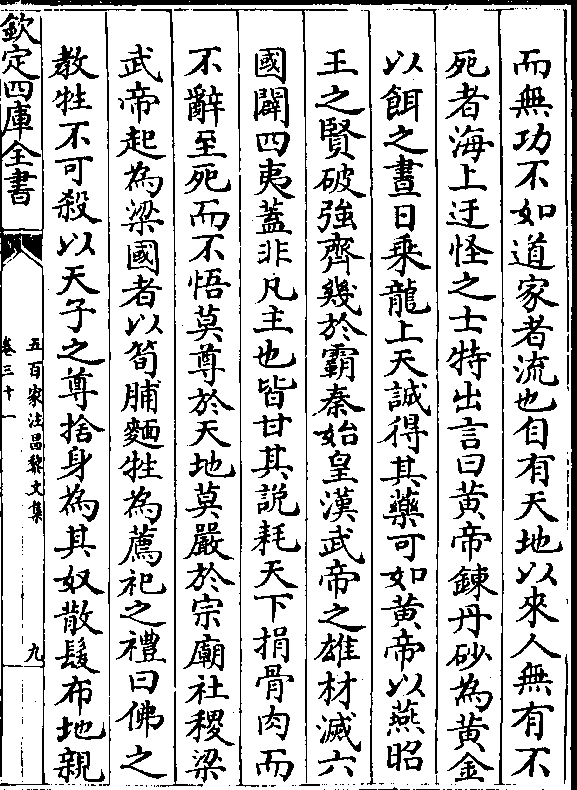 而無功不如道家者流也自有天地以來人無有不
死者海上迂怪之士特出言曰黄帝鍊丹砂為黄金
以餌之晝日乘龍上天誠得其藥可如黄帝以燕昭
王之賢破強齊幾於霸秦始皇漢武帝之雄材滅六
國闢四夷蓋非凡主也皆甘其說耗天下捐骨肉而
不辭至死而不悟莫尊於天地莫嚴於宗廟社稷梁
武帝起為梁國者以筍脯麵牲為薦祀之禮曰佛之
教牲不可殺以天子之尊捨身為其奴散髮布地親
欽定四庫全書
五百家注昌黎文集
卷三十一
九